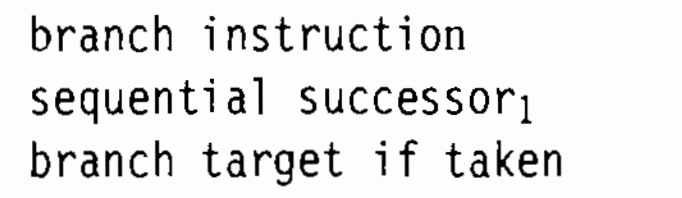 branch instruction
sequential successor₁
branch target if taken